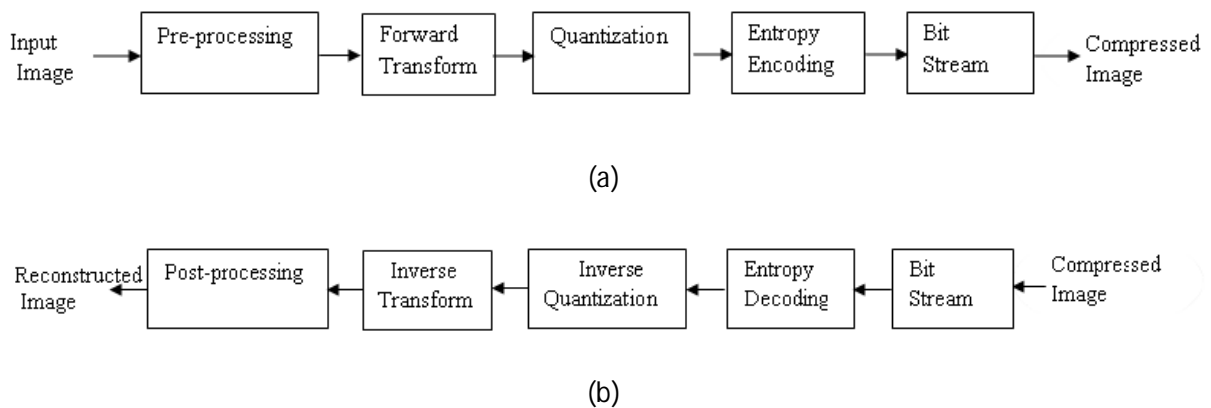 Input
Image
Pre-processing
Forward
Transform
Quantization
Entropy
Encoding
Bit
Stream
Compressed
Image
(a)
Reconstructed
Image
Post-processing
Inverse
Transform
Inverse
Quantization
Entropy
Decoding
Bit
Stream
Compressed
Image
(b)